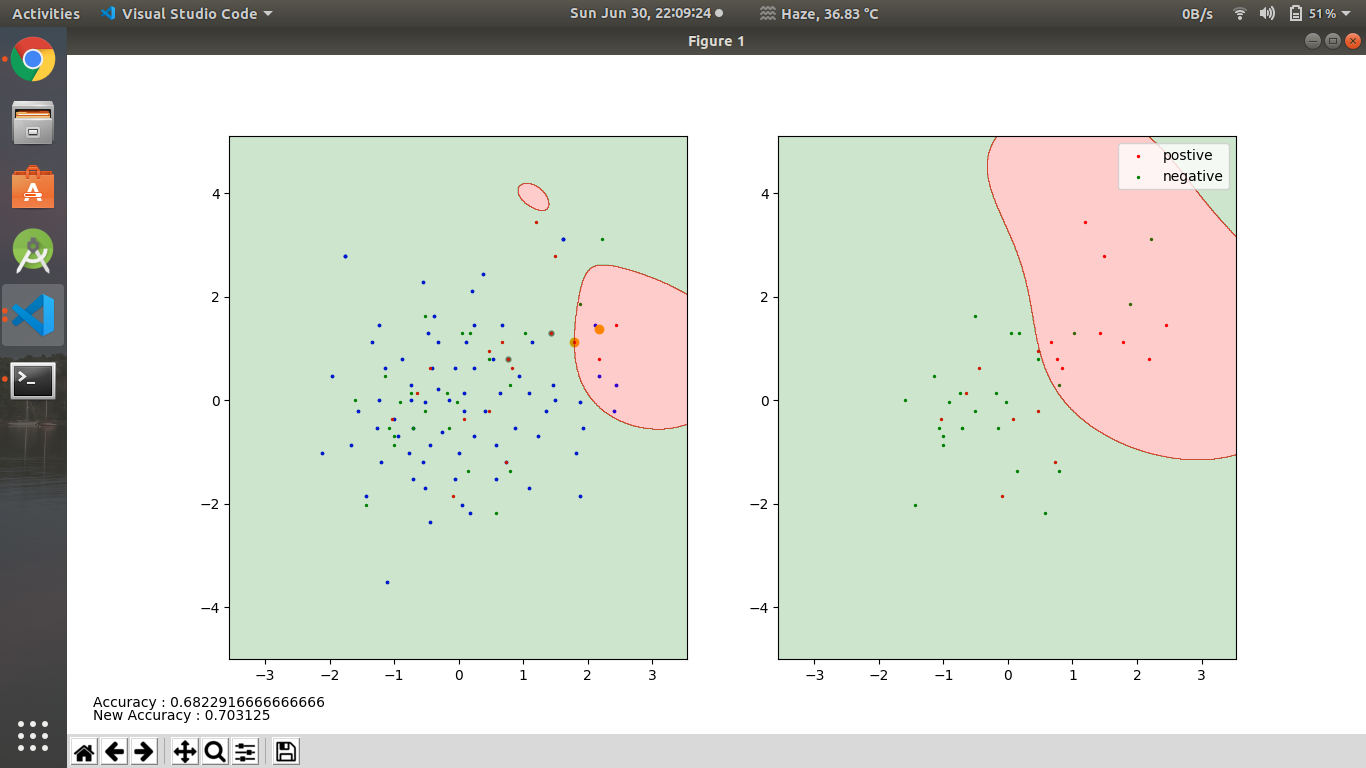 Activities Visual Studio Code Sun Jun 30, 22:09:24 Haze, 36.83 °C 0B/s 51%
Figure 1
postive
negative
4
2
0
−2
−4
4
2
0
−2
−4
−3 −2 −1 0 1 2 3
−3 −2 −1 0 1 2 3
Accuracy : 0.6822916666666666
New Accuracy : 0.703125